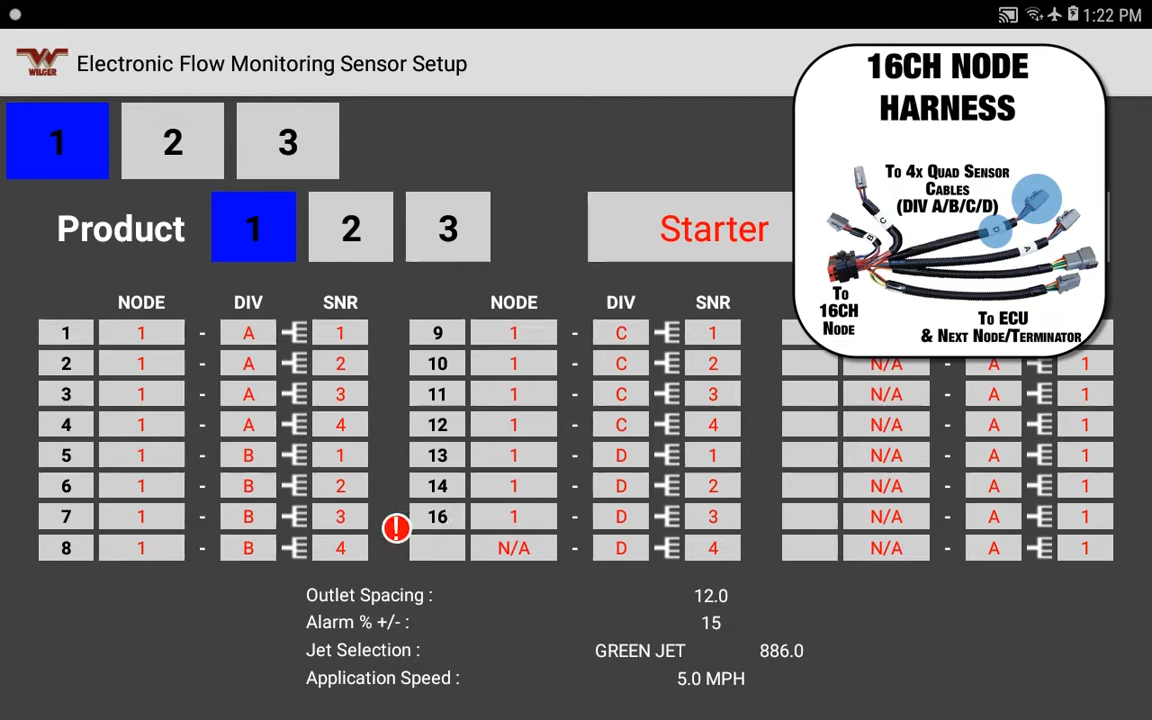 1:22 PM
WILGER Electronic Flow Monitoring Sensor Setup
1 2 3
Product 1 2 3 Starter
16CH NODE
HARNESS
To 4x Quad Sensor
Cables
(DIV A/B/C/D)
C
B
D
A
To
16CH
Node
To ECU
& Next Node/Terminator
NODE DIV SNR NODE DIV SNR
1 1 - A 1 9 1 - C 1
2 1 - A 2 10 1 - C 2 N/A - A 1
3 1 - A 3 11 1 - C 3 N/A - A 1
4 1 - A 4 12 1 - C 4 N/A - A 1
5 1 - B 1 13 1 - D 1 N/A - A 1
6 1 - B 2 14 1 - D 2 N/A - A 1
7 1 - B 3 ! 16 1 - D 3 N/A - A 1
8 1 - B 4 N/A - D 4 N/A - A 1
Outlet Spacing : 12.0
Alarm % +/- : 15
Jet Selection : GREEN JET 886.0
Application Speed : 5.0 MPH